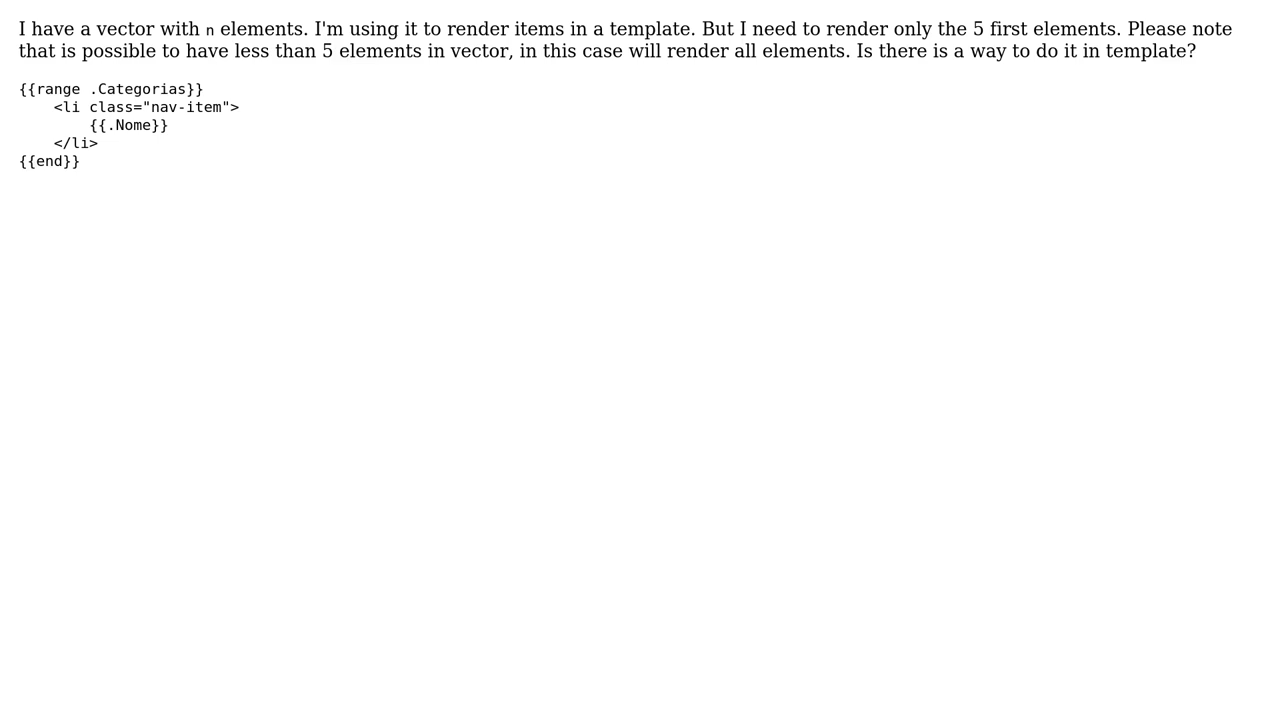 I have a vector with n elements. I'm using it to render items in a template. But I need to render only the 5 first elements. Please note
that is possible to have less than 5 elements in vector, in this case will render all elements. Is there is a way to do it in template?
{{range .Categorias}}
    <li class="nav-item">
        {{.Nome}}
    </li>
{{end}}